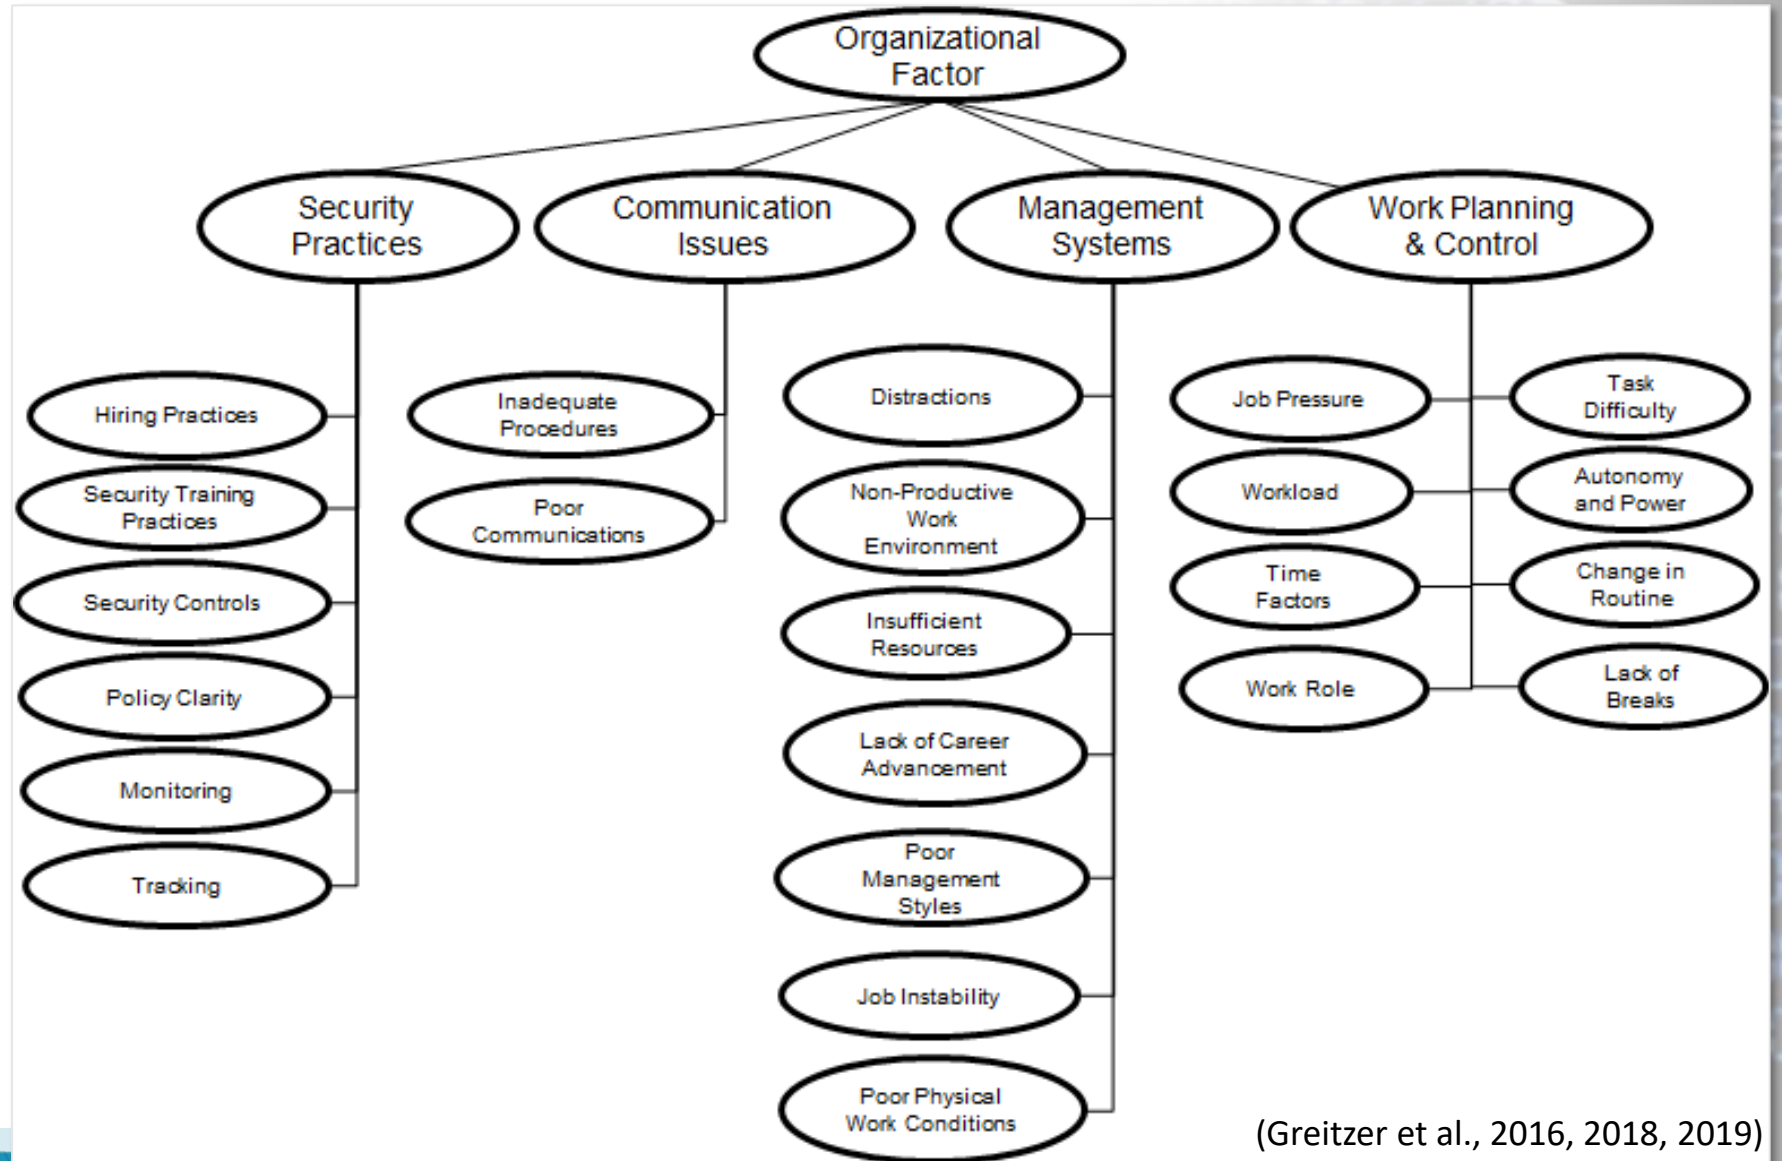 Organizational
Factor
Security
Practices
Communication
Issues
Management
Systems
Work Planning
& Control
Hiring Practices
Security Training
Practices
Security Controls
Policy Clarity
Monitoring
Tracking
Inadequate
Procedures
Poor
Communications
Distractions
Non-Productive
Work
Environment
Insufficient
Resources
Lack of Career
Advancement
Poor
Management
Styles
Job Instability
Poor Physical
Work Conditions
Job Pressure
Workload
Time
Factors
Work Role
Task
Difficulty
Autonomy
and Power
Change in
Routine
Lack of
Breaks
(Greitzer et al., 2016, 2018, 2019)